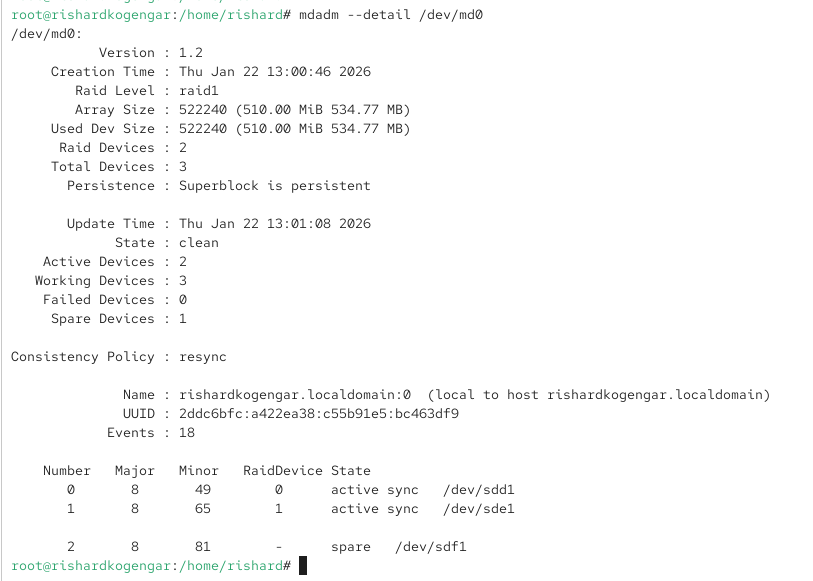 root@rishardkogengar:/home/rishard# mdadm --detail /dev/md0
/dev/md0:
Version : 1.2
Creation Time : Thu Jan 22 13:00:46 2026
Raid Level : raid1
Array Size : 522240 (510.00 MiB 534.77 MB)
Used Dev Size : 522240 (510.00 MiB 534.77 MB)
Raid Devices : 2
Total Devices : 3
Persistence : Superblock is persistent
Update Time : Thu Jan 22 13:01:08 2026
State : clean
Active Devices : 2
Working Devices : 3
Failed Devices : 0
Spare Devices : 1
Consistency Policy : resync
Name : rishardkogengar.localdomain:0  (local to host rishardkogengar.localdomain)
UUID : 2ddc6bfc:a422ea38:c55b91e5:bc463df9
Events : 18
Number   Major   Minor   RaidDevice State
0       8       49        0      active sync   /dev/sdd1
1       8       65        1      active sync   /dev/sde1
2       8       81        -      spare   /dev/sdf1
root@rishardkogengar:/home/rishard#